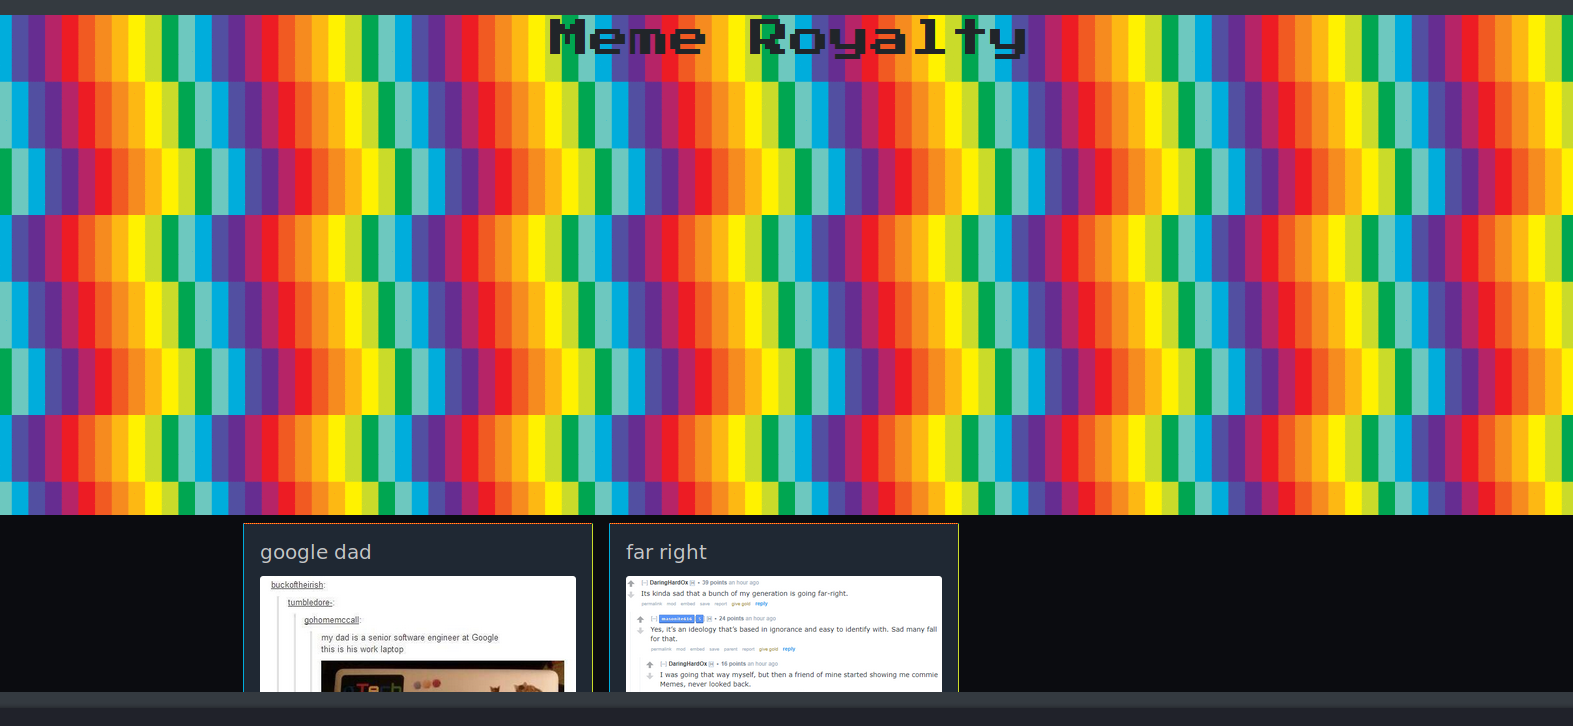 Meme Royalty
google dad
buckoftheirish:
tumbledore-:
gohomemccall:
my dad is a senior software engineer at Google
this is his work laptop
Tech
far right
[–] DaringHardOx [–] • 39 points an hour ago
Its kinda sad that a bunch of my generation is going far-right.
permalink mod embed save report give gold reply
• 24 points an hour ago
Yes, it's an ideology that's based in ignorance and easy to identify with. Sad many fall
for that.
permalink mod embed save parent report give gold reply
[–] DaringHardOx • 15 points an hour ago
I was going that way myself, but then a friend of mine started showing me commie
Memes, never looked back.